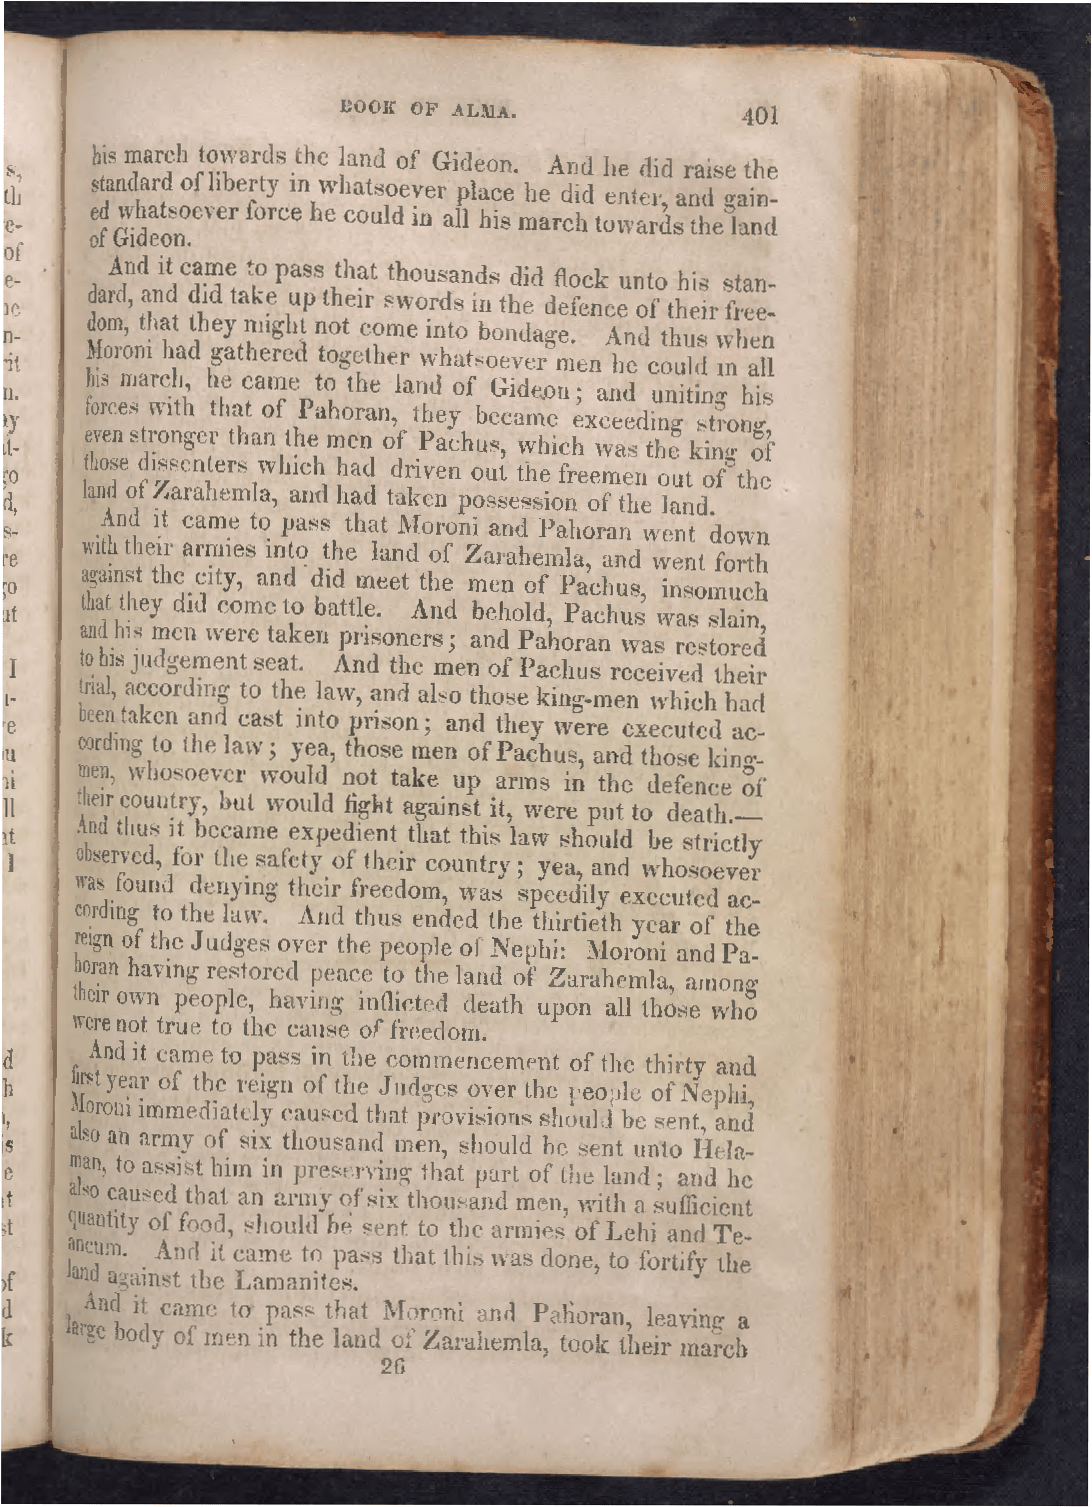 BOOK OF ALMA. 401
his march towards the land of Gideon. And he did raise the
standard of liberty in whatsoever place he did enter, and gain-
ed whatsoever force he could in all his march towards the land
of Gideon.
And it came to pass that thousands did flock unto his stan-
dard, and did take up their swords in the defence of their free-
dom, that they might not come into bondage. And thus when
Moroni had gathered together whatsoever men he could in all
his march, he came to the land of Gideon; and uniting his
forces with that of Pahoran, they became exceeding strong,
even stronger than the men of Pachus, which was the king of
those dissenters which had driven out the freemen out of the
land of Zarahemla, and had taken possession of the land.
And it came to pass that Moroni and Pahoran went down
with their armies into the land of Zarahemla, and went forth
against the city, and did meet the men of Pachus, insomuch
that they did come to battle. And behold, Pachus was slain,
and his men were taken prisoners; and Pahoran was restored
to his judgement seat. And the men of Pachus received their
trial, according to the law, and also those king-men which had
been taken and cast into prison; and they were executed ac-
cording to the law; yea, those men of Pachus, and those king-
men, whosoever would not take up arms in the defence of
their country, but would fight against it, were put to death.—
And thus it became expedient that this law should be strictly
observed, for the safety of their country; yea, and whosoever
was found denying their freedom, was speedily executed ac-
cording to the law. And thus ended the thirtieth year of the
reign of the Judges over the people of Nephi: Moroni and Pa-
horan having restored peace to the land of Zarahemla, among
their own people, having inflicted death upon all those who
were not true to the cause of freedom.
And it came to pass in the commencement of the thirty and
first year of the reign of the Judges over the people of Nephi,
Moroni immediately caused that provisions should be sent, and
also an army of six thousand men, should be sent unto Hela-
man, to assist him in preserving that part of the land; and he
also caused that an army of six thousand men, with a sufficient
quantity of food, should be sent to the armies of Lehi and Te-
ancum. And it came to pass that this was done, to fortify the
land against the Lamanites.
And it came to pass that Moroni and Pahoran, leaving a
large body of men in the land of Zarahemla, took their march
26